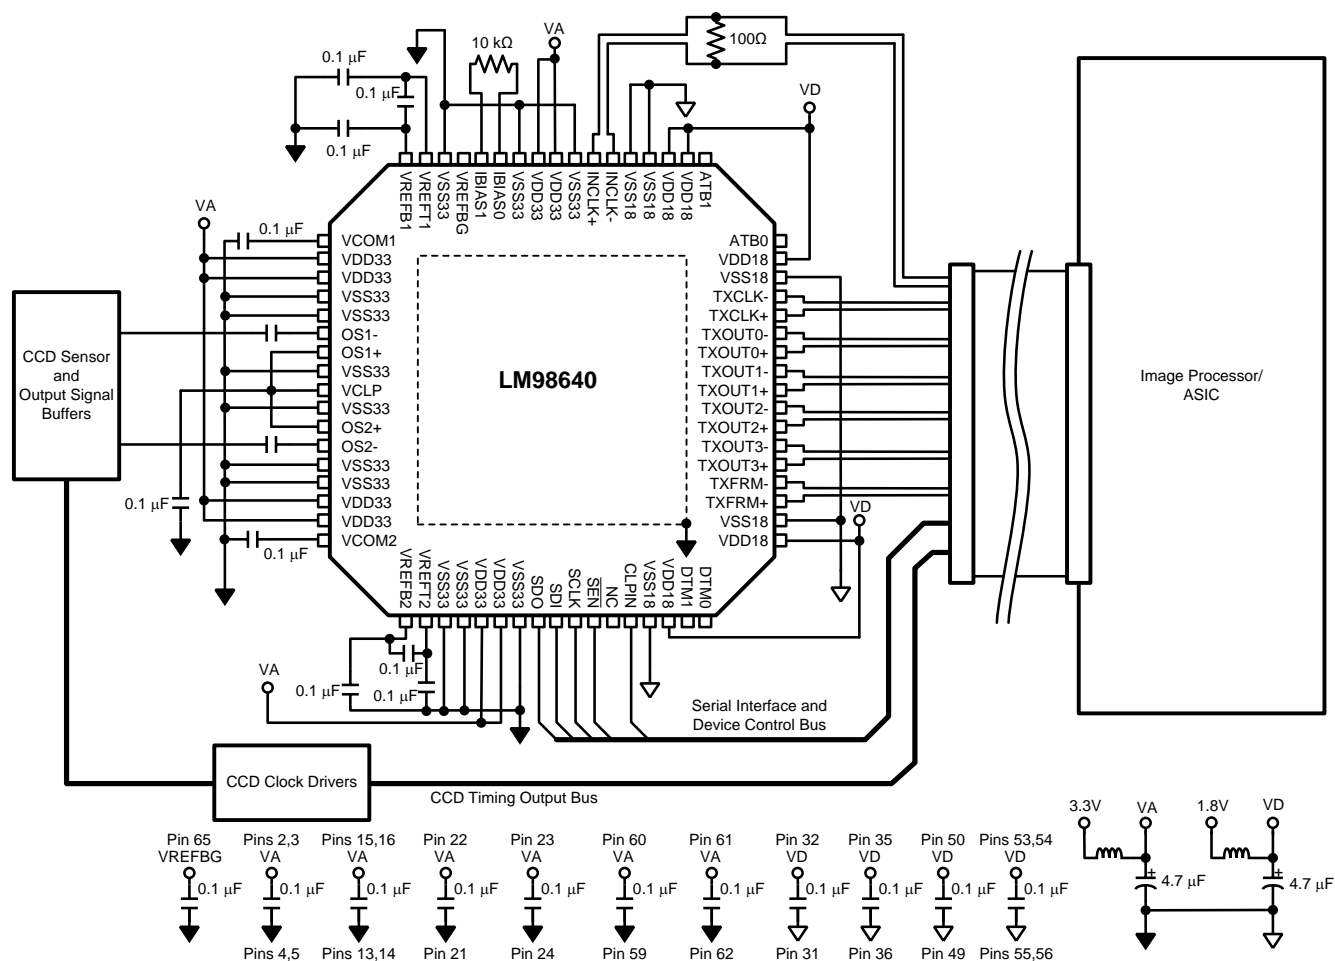 VA
10 kΩ
100Ω
0.1 µF
0.1 µF
0.1 µF
VD
VREFB1
VREFT1
VSS33
VREFBG
IBIAS1
IBIAS0
VSS33
VDD33
VDD33
VSS33
INCLK+
INCLK-
VSS18
VSS18
VDD18
VDD18
ATB1
VA
0.1 µF
VCOM1
VDD33
VDD33
VSS33
VSS33
OS1-
OS1+
VSS33
VCLP
VSS33
OS2+
OS2-
VSS33
VSS33
VDD33
VDD33
VCOM2
0.1 µF
0.1 µF
CCD Sensor
and
Output Signal
Buffers
LM98640
ATB0
VDD18
VSS18
TXCLK-
TXCLK+
TXOUT0-
TXOUT0+
TXOUT1-
TXOUT1+
TXOUT2-
TXOUT2+
TXOUT3-
TXOUT3+
TXFRM-
TXFRM+
VSS18
VDD18
VD
Image Processor/
ASIC
VREFB2
VREFT2
VSS33
VSS33
VDD33
VDD33
VSS33
SDO
SDI
SCLK
SEN
NC
CLPIN
VSS18
VDD18
DTM1
DTM0
VA
0.1 µF
0.1 µF
0.1 µF
Serial Interface and
Device Control Bus
CCD Clock Drivers
CCD Timing Output Bus
Pin 65
VREFBG
0.1 µF
Pins 2,3
VA
0.1 µF
Pins 4,5
Pins 15,16
VA
0.1 µF
Pins 13,14
Pin 22
VA
0.1 µF
Pin 21
Pin 23
VA
0.1 µF
Pin 24
Pin 60
VA
0.1 µF
Pin 59
Pin 61
VA
0.1 µF
Pin 62
Pin 32
VD
0.1 µF
Pin 31
Pin 35
VD
0.1 µF
Pin 36
Pin 50
VD
0.1 µF
Pin 49
Pins 53,54
VD
0.1 µF
Pins 55,56
3.3V
VA
+
4.7 µF
1.8V
VD
+
4.7 µF